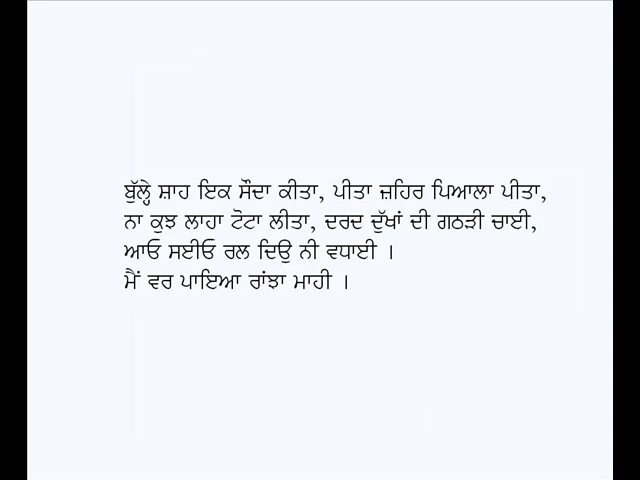 ਬੁੱਲ੍ਹੇ ਸ਼ਾਹ ਇਕ ਸੌਦਾ ਕੀਤਾ, ਪੀਤਾ ਜ਼ਹਿਰ ਪਿਆਲਾ ਪੀਤਾ,
ਨਾ ਕੁਝ ਲਾਹਾ ਟੋਟਾ ਲੀਤਾ, ਦਰਦ ਦੁੱਖਾਂ ਦੀ ਗਠੜੀ ਚਾਈ,
ਆਓ ਸਈਓ ਰਲ ਦਿਉ ਨੀ ਵਧਾਈ ।
ਮੈਂ ਵਰ ਪਾਇਆ ਰਾਂਝਾ ਮਾਹੀ ।